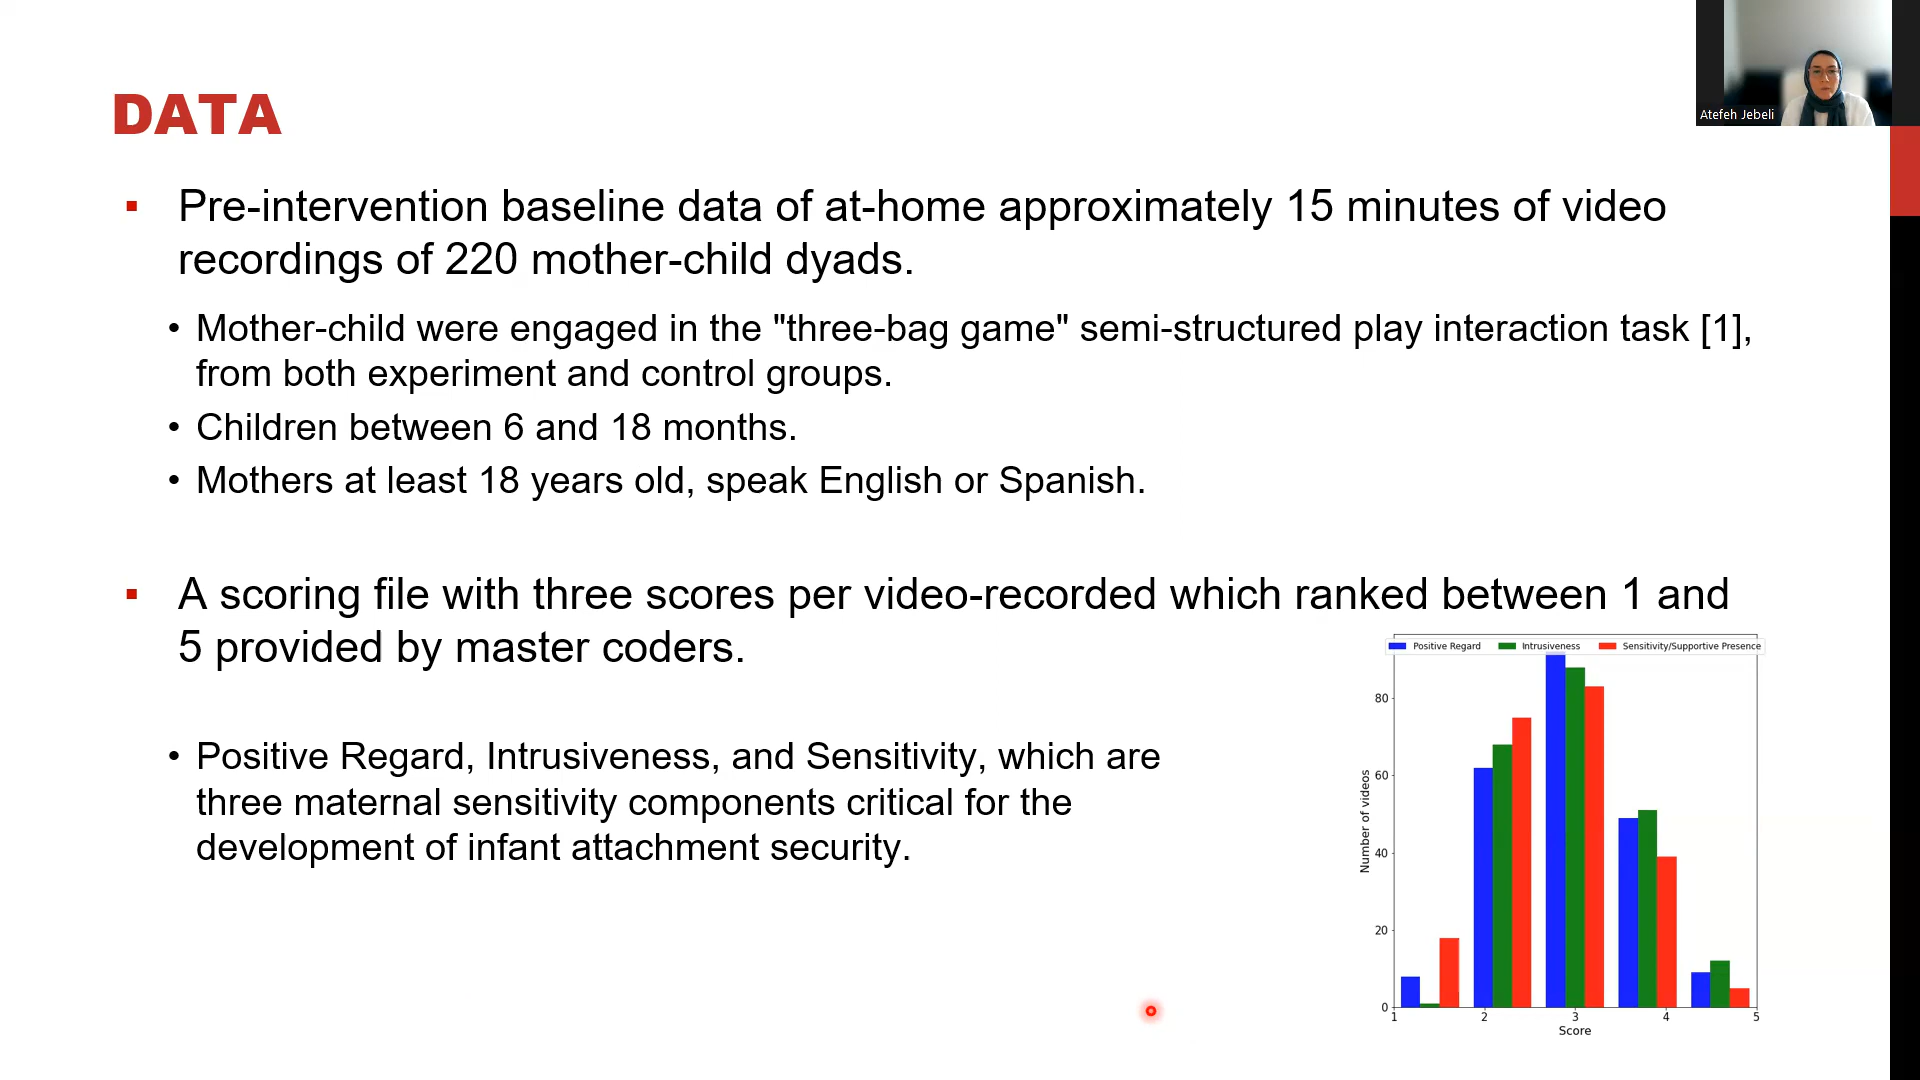 Atefeh Jebeli
DATA
▪ Pre-intervention baseline data of at-home approximately 15 minutes of video
recordings of 220 mother-child dyads.
• Mother-child were engaged in the "three-bag game" semi-structured play interaction task [1],
from both experiment and control groups.
• Children between 6 and 18 months.
• Mothers at least 18 years old, speak English or Spanish.
▪ A scoring file with three scores per video-recorded which ranked between 1 and
5 provided by master coders.
• Positive Regard, Intrusiveness, and Sensitivity, which are
three maternal sensitivity components critical for the
development of infant attachment security.
Positive Regard Intrusiveness Sensitivity/Supportive Presence
Number of videos
80
60
40
20
0
1 2 3 4 5
Score